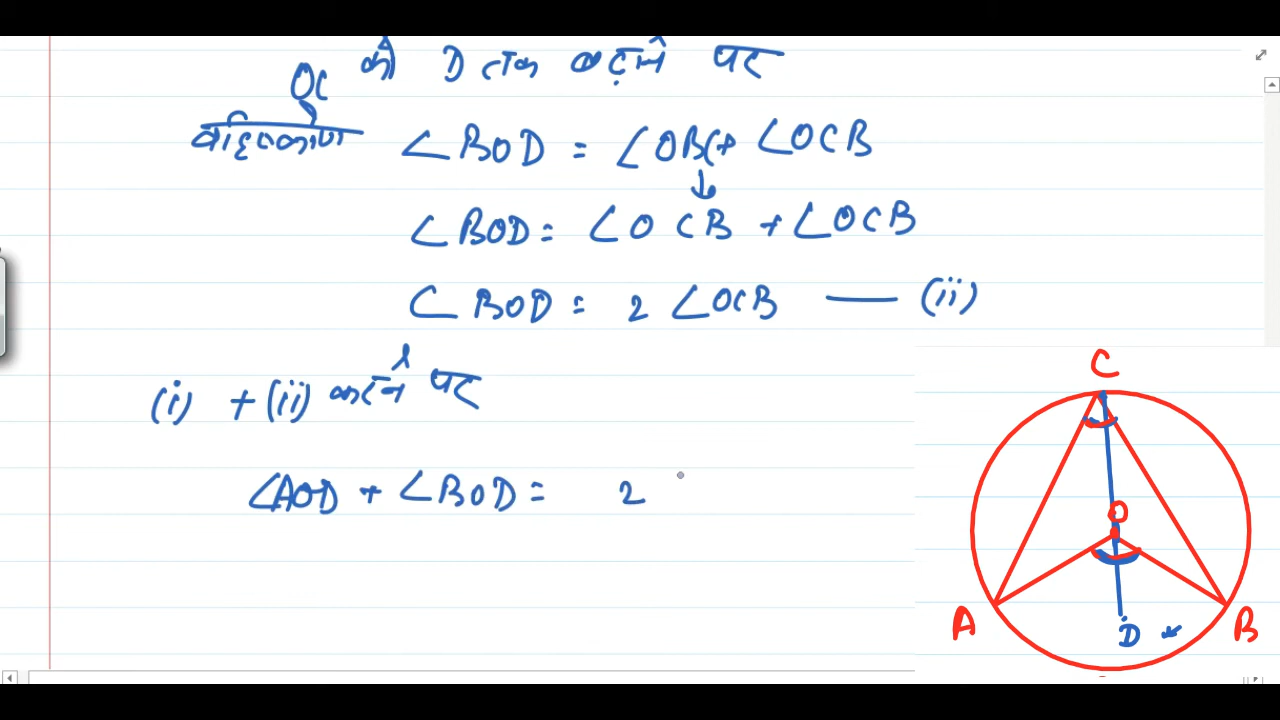 OC को D तक बढ़ाने पर
बहिष्कोण ∠BOD = ∠OBC + ∠OCB
∠BOD = ∠OCB + ∠OCB
∠BOD = 2 ∠OCB —— (ii)
(i) + (ii) करने पर
∠AOD + ∠BOD = 2
C
O
A
D
B